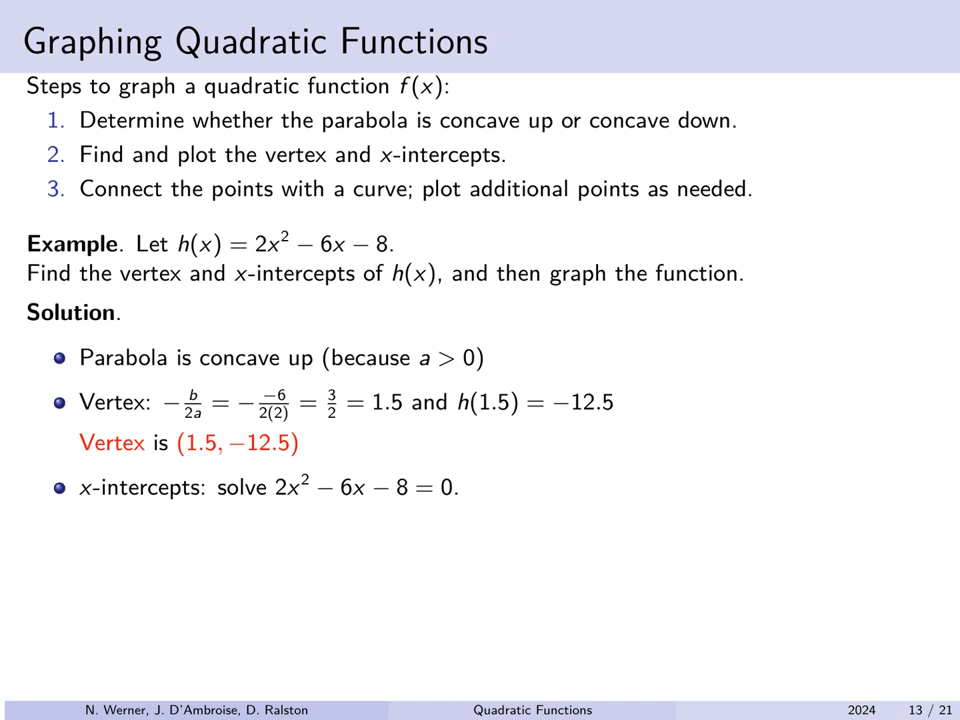 Graphing Quadratic Functions
Steps to graph a quadratic function f(x):
1. Determine whether the parabola is concave up or concave down.
2. Find and plot the vertex and x-intercepts.
3. Connect the points with a curve; plot additional points as needed.
Example. Let h(x) = 2x² − 6x − 8.
Find the vertex and x-intercepts of h(x), and then graph the function.
Solution.
Parabola is concave up (because a > 0)
Vertex: −b/2a = −−6/2(2) = 3/2 = 1.5 and h(1.5) = −12.5
Vertex is (1.5, −12.5)
x-intercepts: solve 2x² − 6x − 8 = 0.
N. Werner, J. D'Ambroise, D. Ralston Quadratic Functions 2024 13 / 21